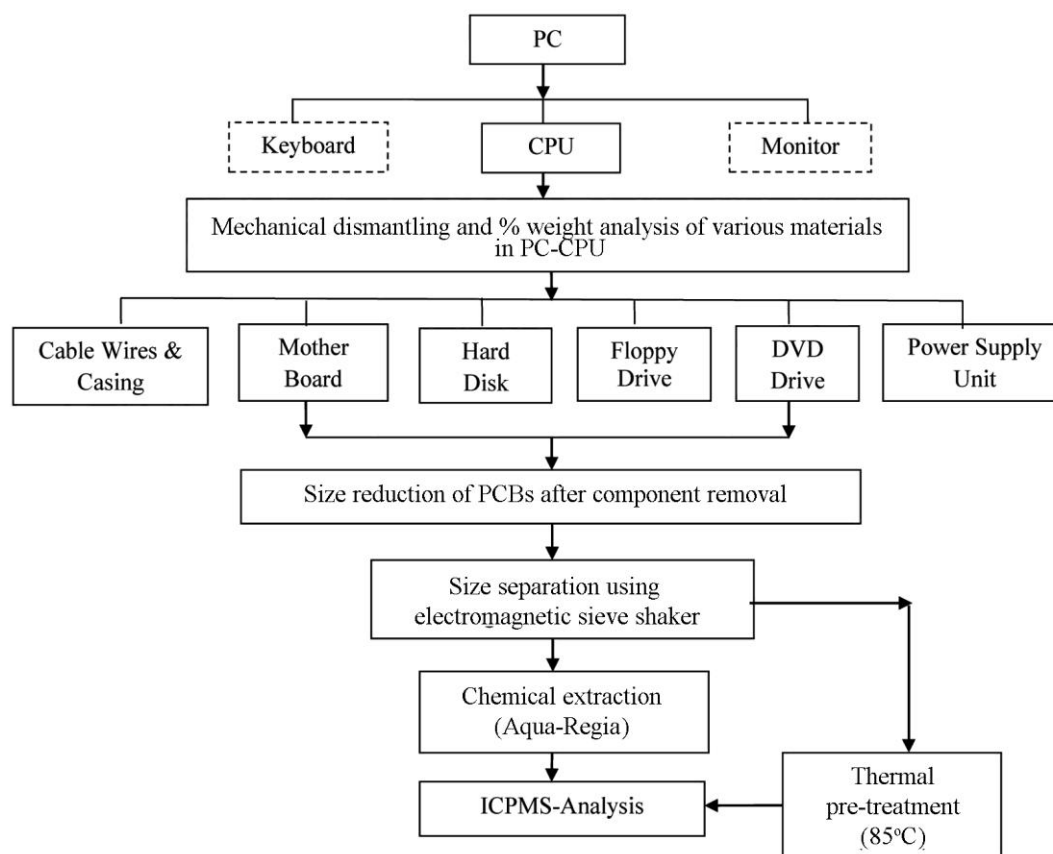 PC
Keyboard
CPU
Monitor
Mechanical dismantling and % weight analysis of various materials
in PC-CPU
Cable Wires &
Casing
Mother
Board
Hard
Disk
Floppy
Drive
DVD
Drive
Power Supply
Unit
Size reduction of PCBs after component removal
Size separation using
electromagnetic sieve shaker
Chemical extraction
(Aqua-Regia)
ICPMS-Analysis
Thermal
pre-treatment
(85°C)